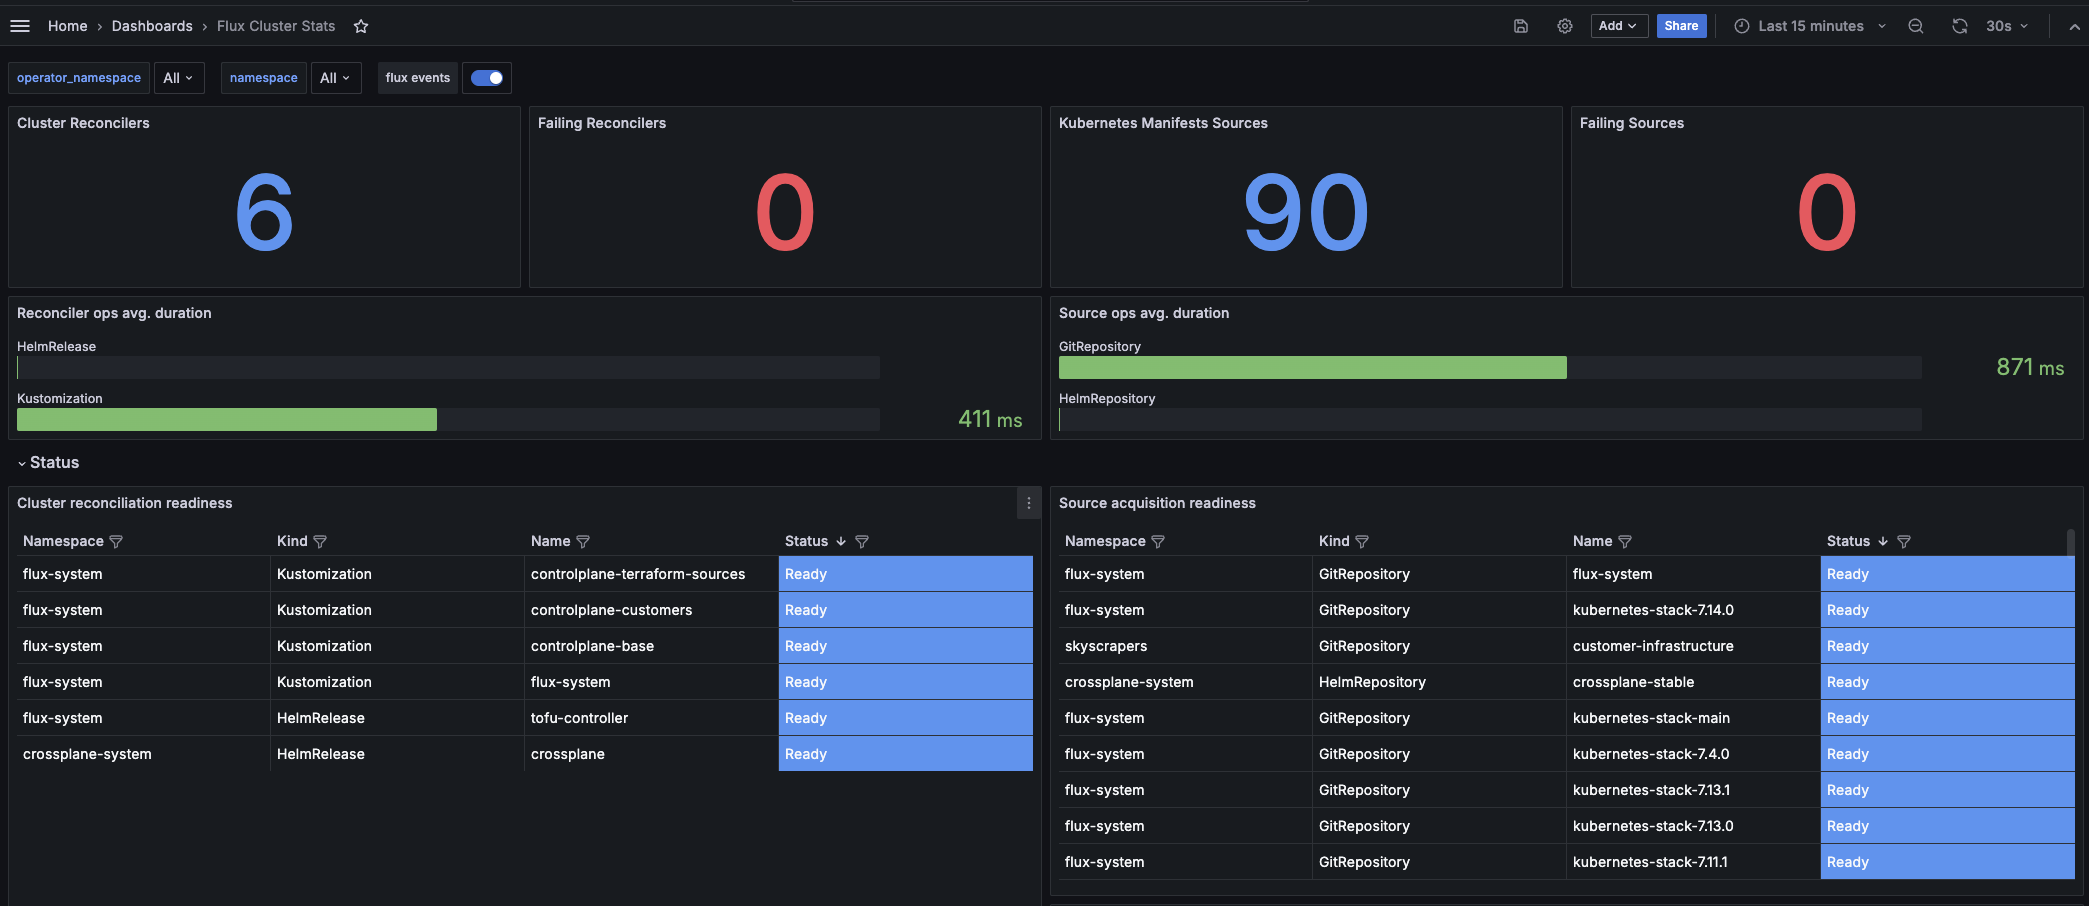 Home › Dashboards › Flux Cluster Stats
Add
Share
Last 15 minutes
30s
operator_namespace All namespace All flux events
Cluster Reconcilers
6
Failing Reconcilers
0
Kubernetes Manifests Sources
90
Failing Sources
0
Reconciler ops avg. duration
HelmRelease
Kustomization
411 ms
Source ops avg. duration
GitRepository
871 ms
HelmRepository
Status
Cluster reconciliation readiness
Namespace Kind Name Status
flux-system Kustomization controlplane-terraform-sources Ready
flux-system Kustomization controlplane-customers Ready
flux-system Kustomization controlplane-base Ready
flux-system Kustomization flux-system Ready
flux-system HelmRelease tofu-controller Ready
crossplane-system HelmRelease crossplane Ready
Source acquisition readiness
Namespace Kind Name Status
flux-system GitRepository flux-system Ready
flux-system GitRepository kubernetes-stack-7.14.0 Ready
skyscrapers GitRepository customer-infrastructure Ready
crossplane-system HelmRepository crossplane-stable Ready
flux-system GitRepository kubernetes-stack-main Ready
flux-system GitRepository kubernetes-stack-7.4.0 Ready
flux-system GitRepository kubernetes-stack-7.13.1 Ready
flux-system GitRepository kubernetes-stack-7.13.0 Ready
flux-system GitRepository kubernetes-stack-7.11.1 Ready